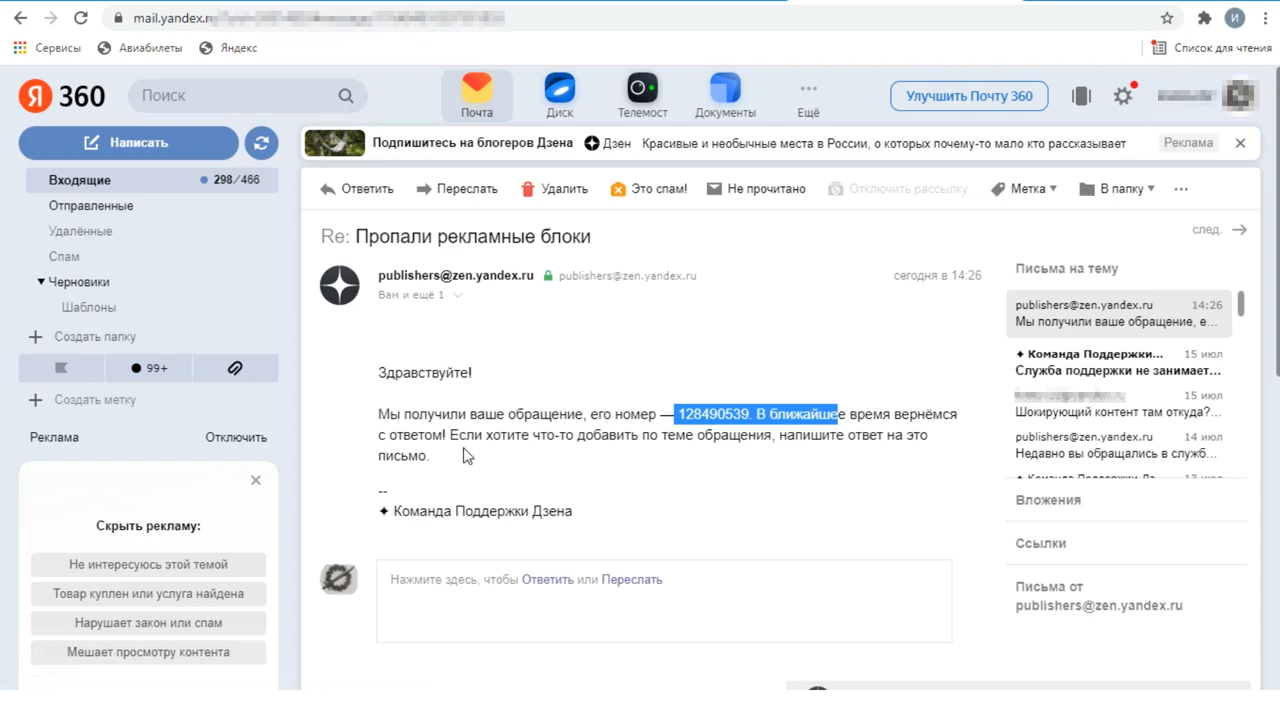 mail.yandex.r
Сервисы Авиабилеты Яндекс Список для чтения
И
Я 360 Поиск Почта Диск Телемост Документы Ещё Улучшить Почту 360
Написать
Подпишитесь на блогеров Дзена Дзен Красивые и необычные места в России, о которых почему-то мало кто рассказывает Реклама
Входящие 298/466
Отправленные
Удалённые
Спам
Черновики
Шаблоны
Создать папку
99+
Создать метку
Реклама Отключить
Скрыть рекламу:
Не интересуюсь этой темой
Товар куплен или услуга найдена
Нарушает закон или спам
Мешает просмотру контента
Ответить Переслать Удалить Это спам! Не прочитано Отключить рассылку Метка В папку
Re: Пропали рекламные блоки
след.
publishers@zen.yandex.ru publishers@zen.yandex.ru сегодня в 14:26
Вам и ещё 1
Здравствуйте!
Мы получили ваше обращение, его номер — 128490539. В ближайшее время вернёмся
с ответом! Если хотите что-то добавить по теме обращения, напишите ответ на это
письмо.
--
✦ Команда Поддержки Дзена
Нажмите здесь, чтобы Ответить или Переслать
Письма на тему
publishers@zen.yandex.ru 14:26
Мы получили ваше обращение, е...
✦ Команда Поддержки... 15 июл
Служба поддержки не занимает...
15 июл
Шокирующий контент там откуда?...
publishers@zen.yandex.ru 14 июл
Недавно вы обращались в служб...
Вложения
Ссылки
Письма от
publishers@zen.yandex.ru